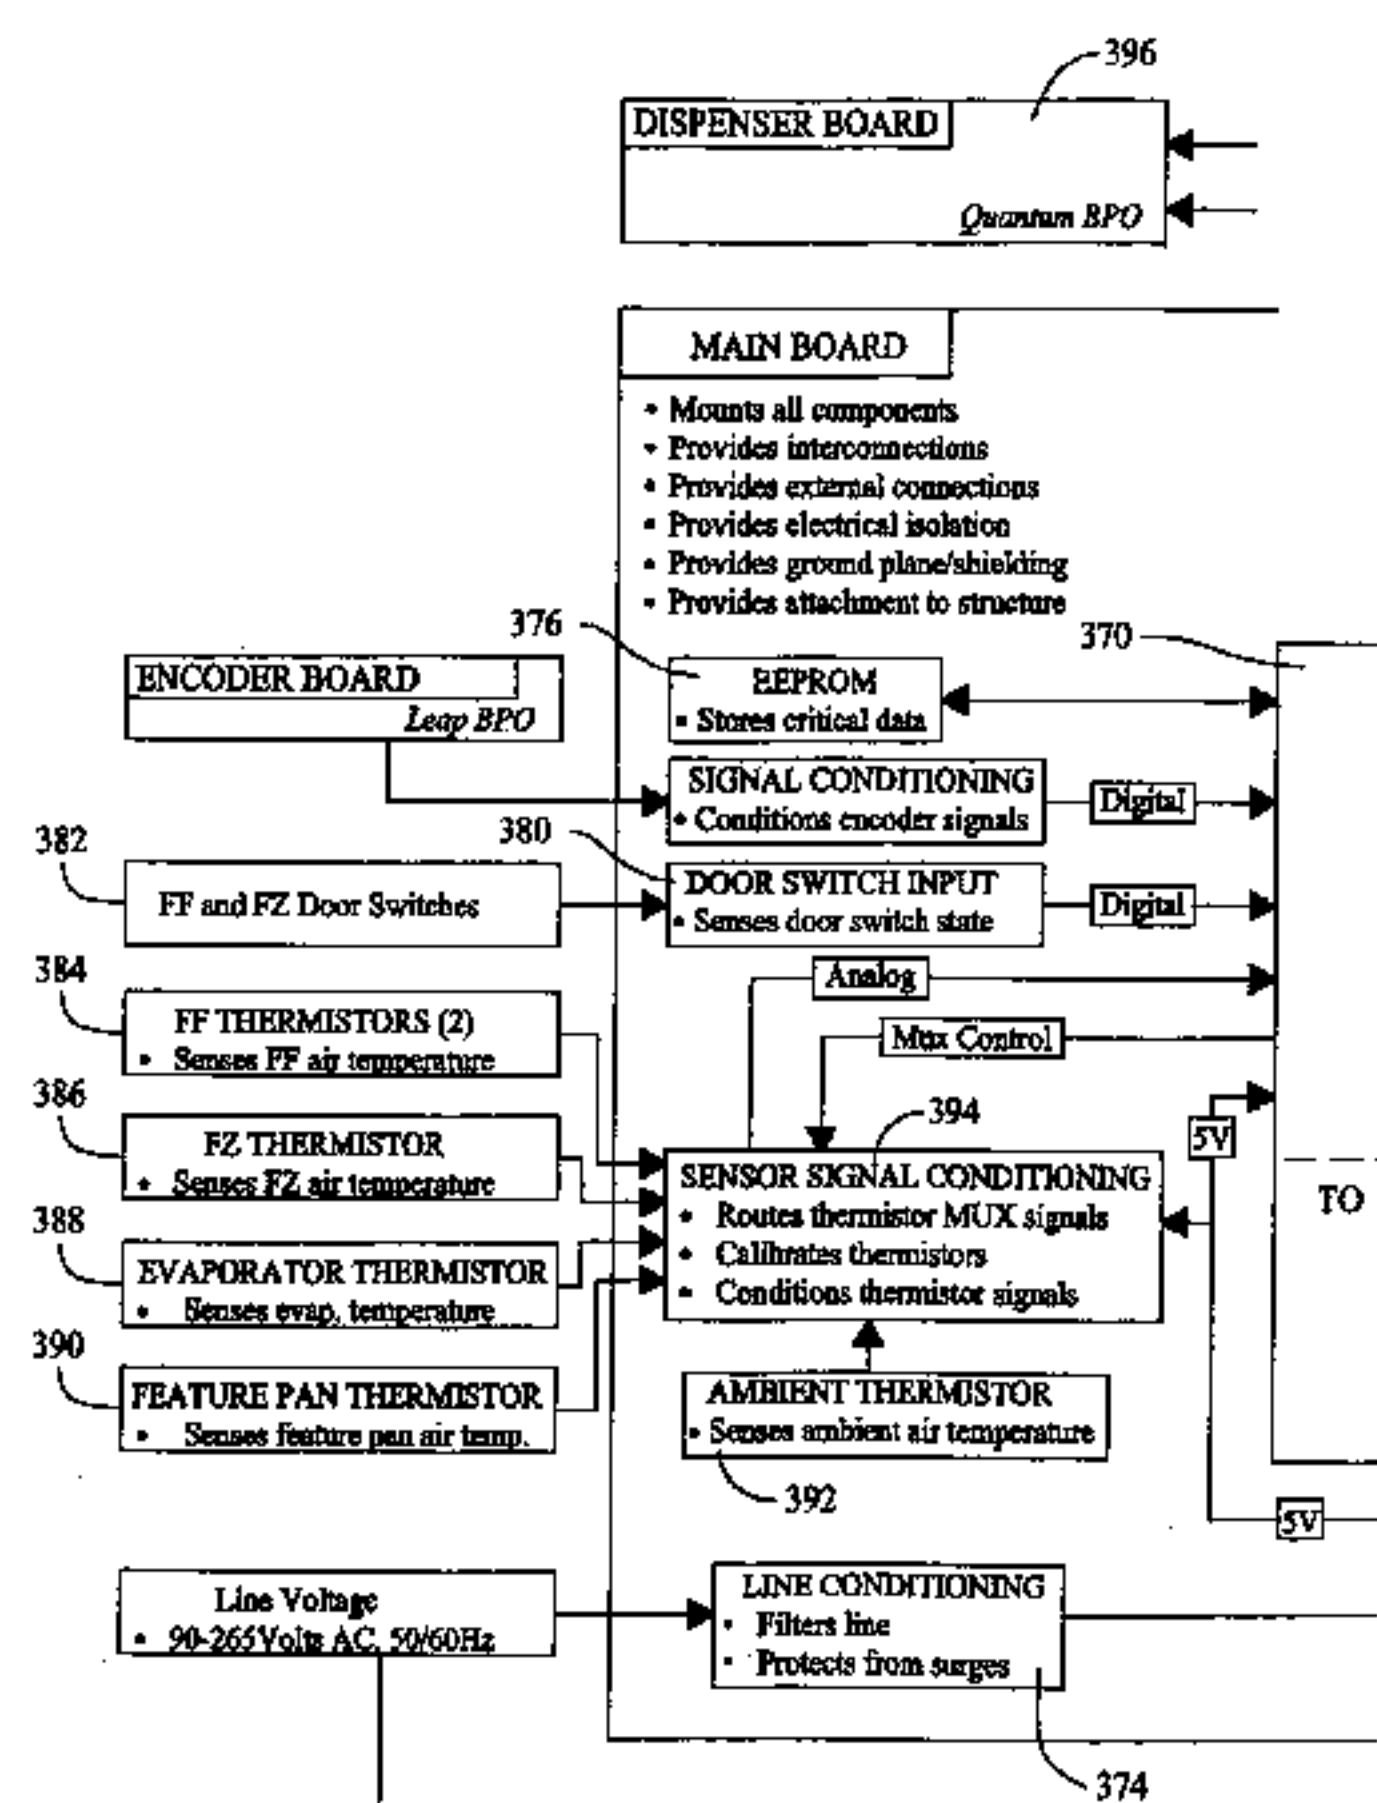 396
DISPENSER BOARD
Quantum BPO
MAIN BOARD
• Mounts all components
• Provides interconnections
• Provides external connections
• Provides electrical isolation
• Provides ground plane/shielding
• Provides attachment to structure
376
370
ENCODER BOARD
Leap BPO
EEPROM
• Stores critical data
SIGNAL CONDITIONING
• Conditions encoder signals
Digital
382
380
FF and FZ Door Switches
DOOR SWITCH INPUT
• Senses door switch state
Digital
384
Analog
FF THERMISTORS (2)
• Senses FF air temperature
Mux Control
386
394
5V
FZ THERMISTOR
• Senses FZ air temperature
SENSOR SIGNAL CONDITIONING
• Routes thermistor MUX signals
• Calibrates thermistors
• Conditions thermistor signals
TO
388
EVAPORATOR THERMISTOR
• Senses evap. temperature
390
FEATURE PAN THERMISTOR
• Senses feature pan air temp.
AMBIENT THERMISTOR
• Senses ambient air temperature
392
5V
Line Voltage
• 90-265Volts AC, 50/60Hz
LINE CONDITIONING
• Filters line
• Protects from surges
374